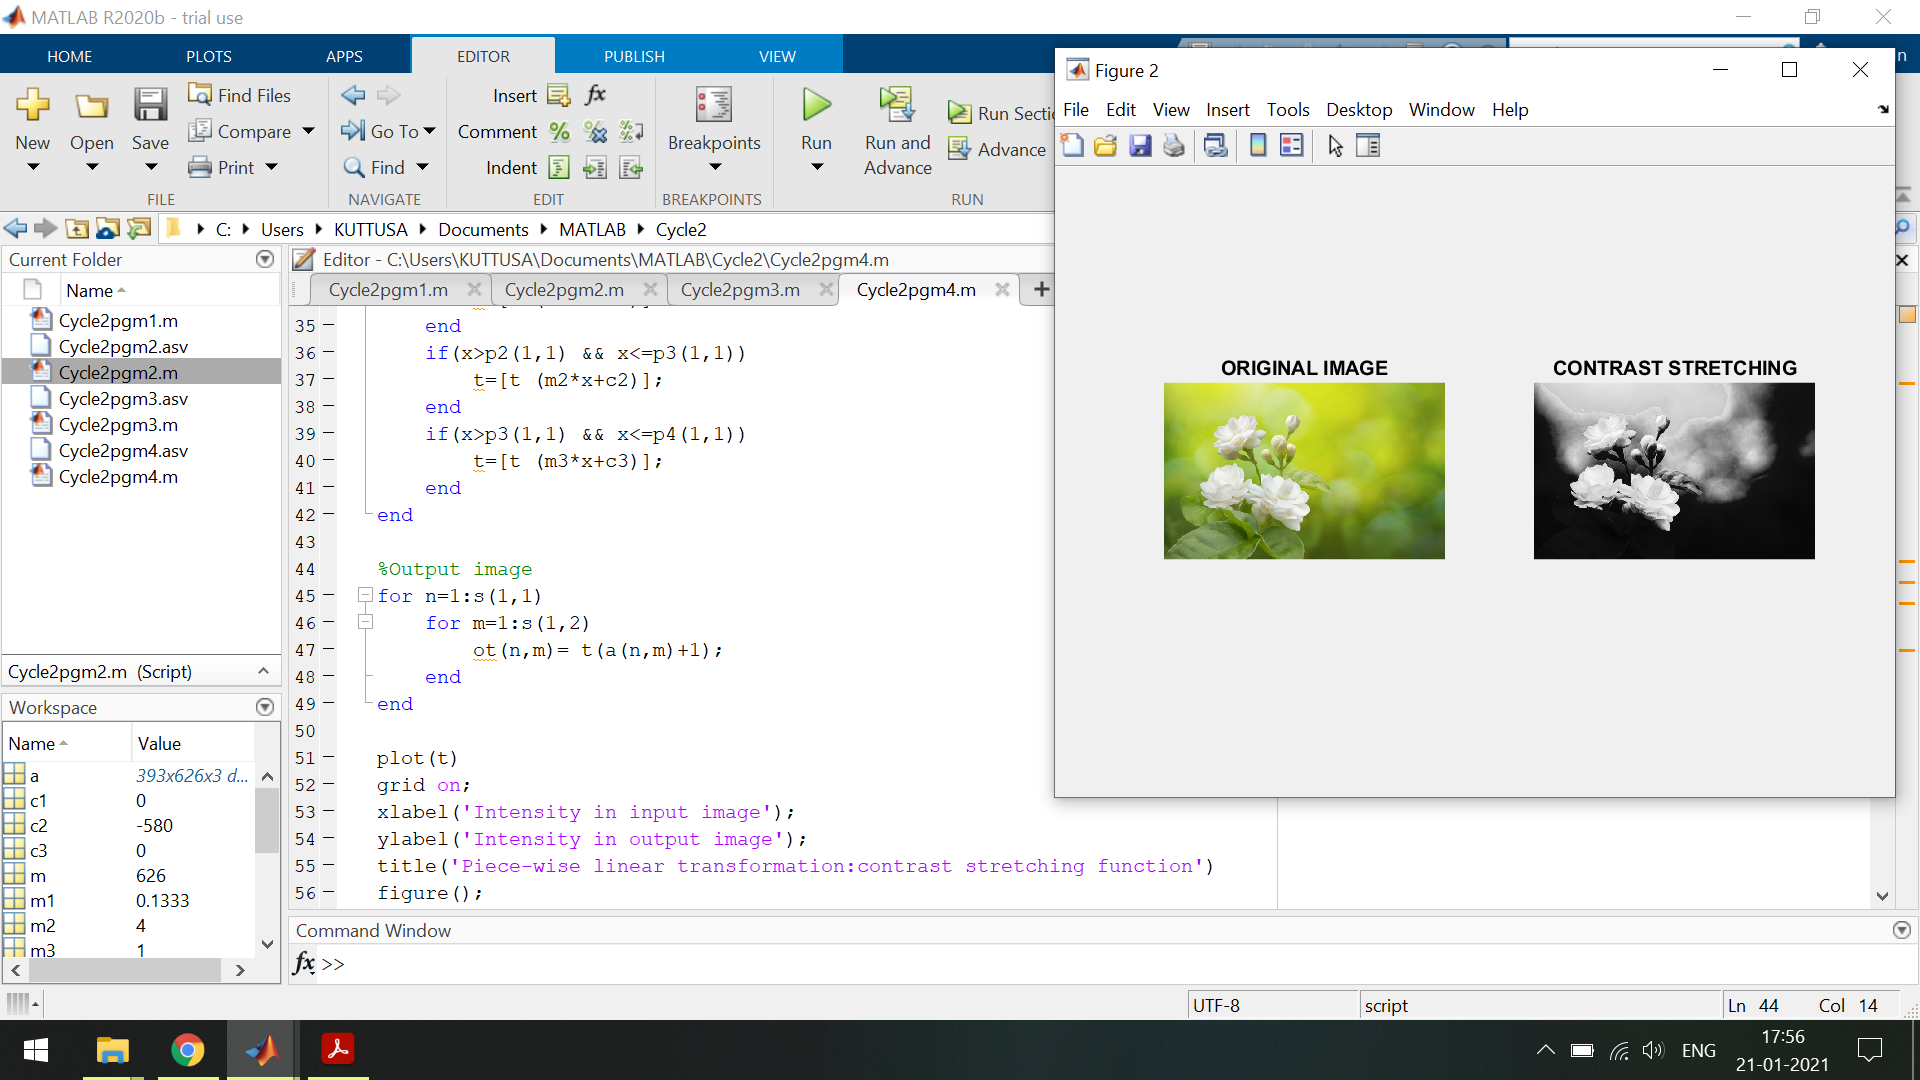 MATLAB R2020b - trial use
HOME PLOTS APPS EDITOR PUBLISH VIEW
New Open Save Find Files Compare Print
FILE
Go To Find
NAVIGATE
Insert fx
Comment
Indent
EDIT
Breakpoints
BREAKPOINTS
Run Run and Advance Run Sectio Advance
RUN
C: Users KUTTUSA Documents MATLAB Cycle2
Current Folder
Name
Cycle2pgm1.m
Cycle2pgm2.asv
Cycle2pgm2.m
Cycle2pgm3.asv
Cycle2pgm3.m
Cycle2pgm4.asv
Cycle2pgm4.m
Cycle2pgm2.m (Script)
Workspace
Name Value
a 393x626x3 d...
c1 0
c2 -580
c3 0
m 626
m1 0.1333
m2 4
m3 1
Editor - C:\Users\KUTTUSA\Documents\MATLAB\Cycle2\Cycle2pgm4.m
Cycle2pgm1.m Cycle2pgm2.m Cycle2pgm3.m Cycle2pgm4.m
35 end
36 if(x>p2(1,1) && x<=p3(1,1))
37 t=[t (m2*x+c2)];
38 end
39 if(x>p3(1,1) && x<=p4(1,1))
40 t=[t (m3*x+c3)];
41 end
42 end
43
44 %Output image
45 for n=1:s(1,1)
46 for m=1:s(1,2)
47 ot(n,m)= t(a(n,m)+1);
48 end
49 end
50
51 plot(t)
52 grid on;
53 xlabel('Intensity in input image');
54 ylabel('Intensity in output image');
55 title('Piece-wise linear transformation:contrast stretching function')
56 figure();
Command Window
fx >>
Figure 2
File Edit View Insert Tools Desktop Window Help
ORIGINAL IMAGE CONTRAST STRETCHING
UTF-8 script Ln 44 Col 14
ENG 17:56
21-01-2021